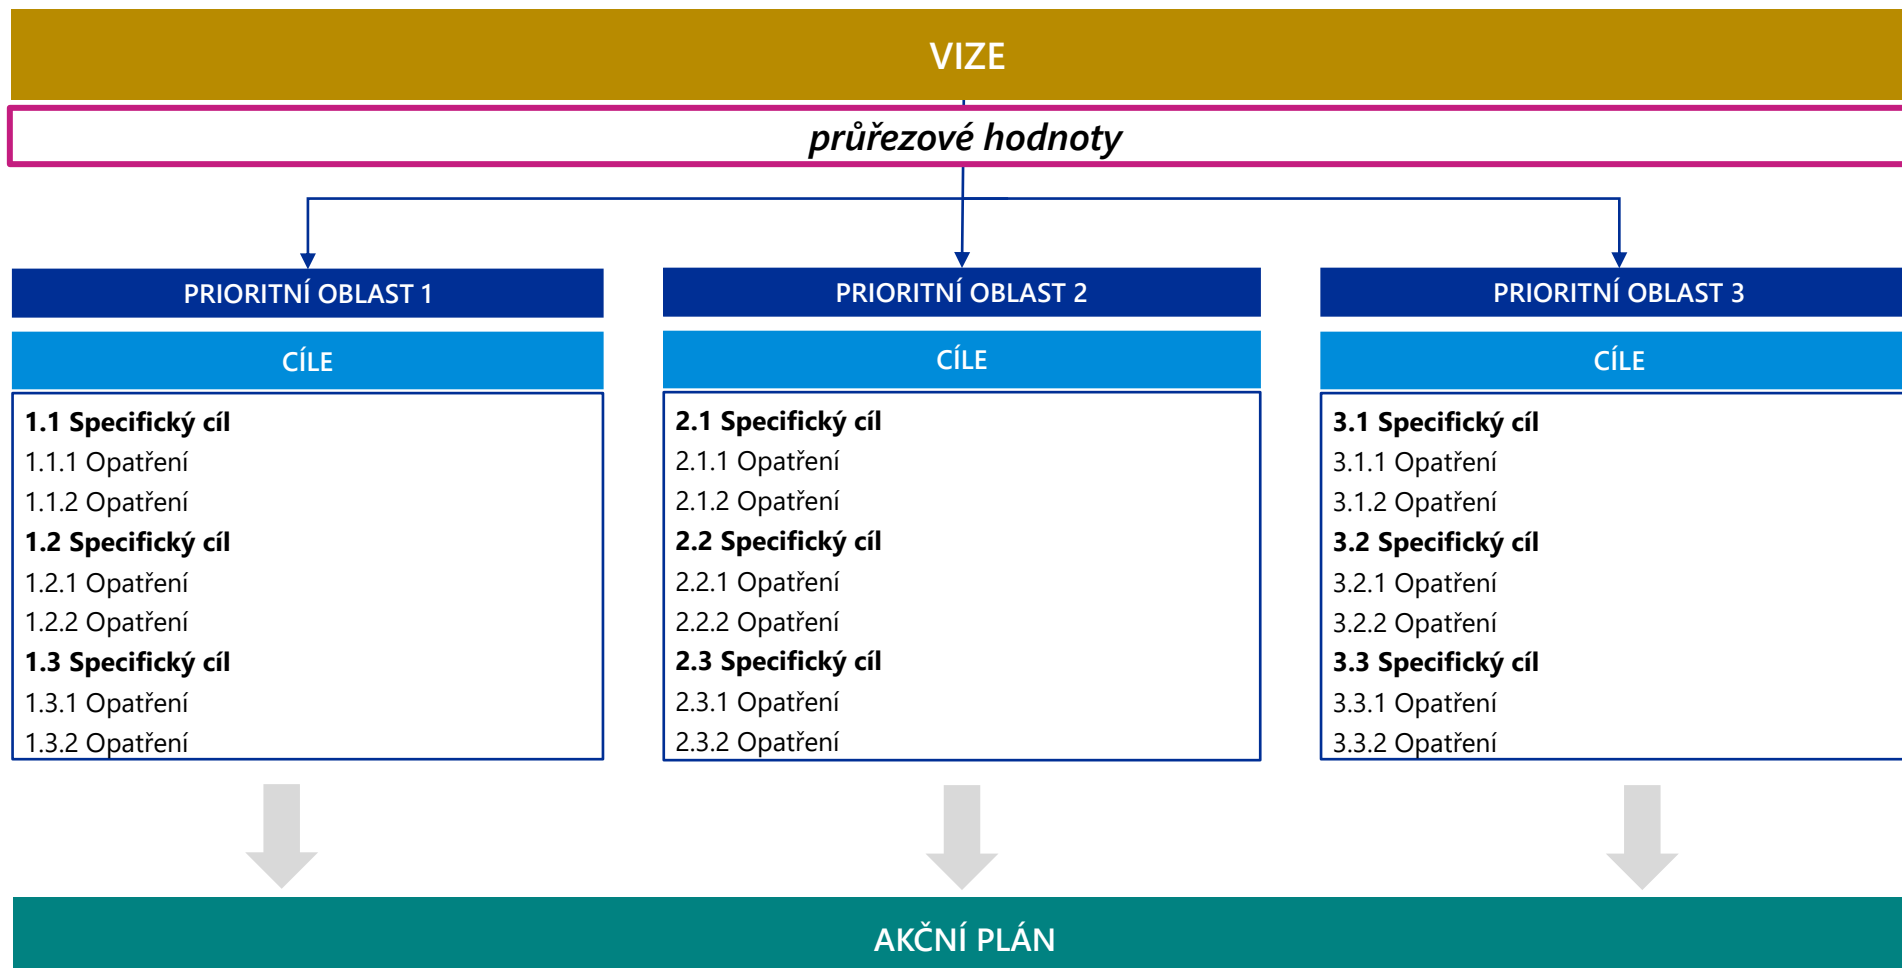 VIZE
průřezové hodnoty
PRIORITNÍ OBLAST 1
CÍLE
1.1 Specifický cíl
1.1.1 Opatření
1.1.2 Opatření
1.2 Specifický cíl
1.2.1 Opatření
1.2.2 Opatření
1.3 Specifický cíl
1.3.1 Opatření
1.3.2 Opatření
PRIORITNÍ OBLAST 2
CÍLE
2.1 Specifický cíl
2.1.1 Opatření
2.1.2 Opatření
2.2 Specifický cíl
2.2.1 Opatření
2.2.2 Opatření
2.3 Specifický cíl
2.3.1 Opatření
2.3.2 Opatření
PRIORITNÍ OBLAST 3
CÍLE
3.1 Specifický cíl
3.1.1 Opatření
3.1.2 Opatření
3.2 Specifický cíl
3.2.1 Opatření
3.2.2 Opatření
3.3 Specifický cíl
3.3.1 Opatření
3.3.2 Opatření
AKČNÍ PLÁN